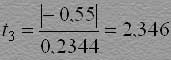 t₃ = |− 0,55| / 0,2344 = 2,346